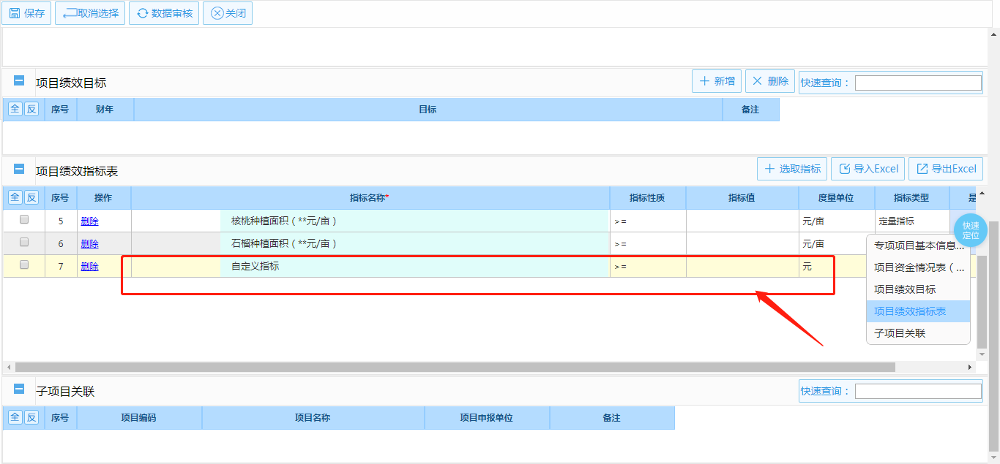 保存 取消选择 数据审核 关闭
项目绩效目标 新增 删除 快速查询：
全 反 序号 财年 目标 备注
项目绩效指标表 选取指标 导入Excel 导出Excel
全 反 序号 操作 指标名称* 指标性质 指标值 度量单位 指标类型 是
5 删除 核桃种植面积（**元/亩） >= 元/亩 定量指标
快速
定位
6 删除 石榴种植面积（**元/亩） >= 元/亩
7 删除 自定义指标 >= 元
专项项目基本信息...
项目资金情况表（...
项目绩效目标
项目绩效指标表
子项目关联
子项目关联 快速查询：
全 反 序号 项目编码 项目名称 项目申报单位 备注